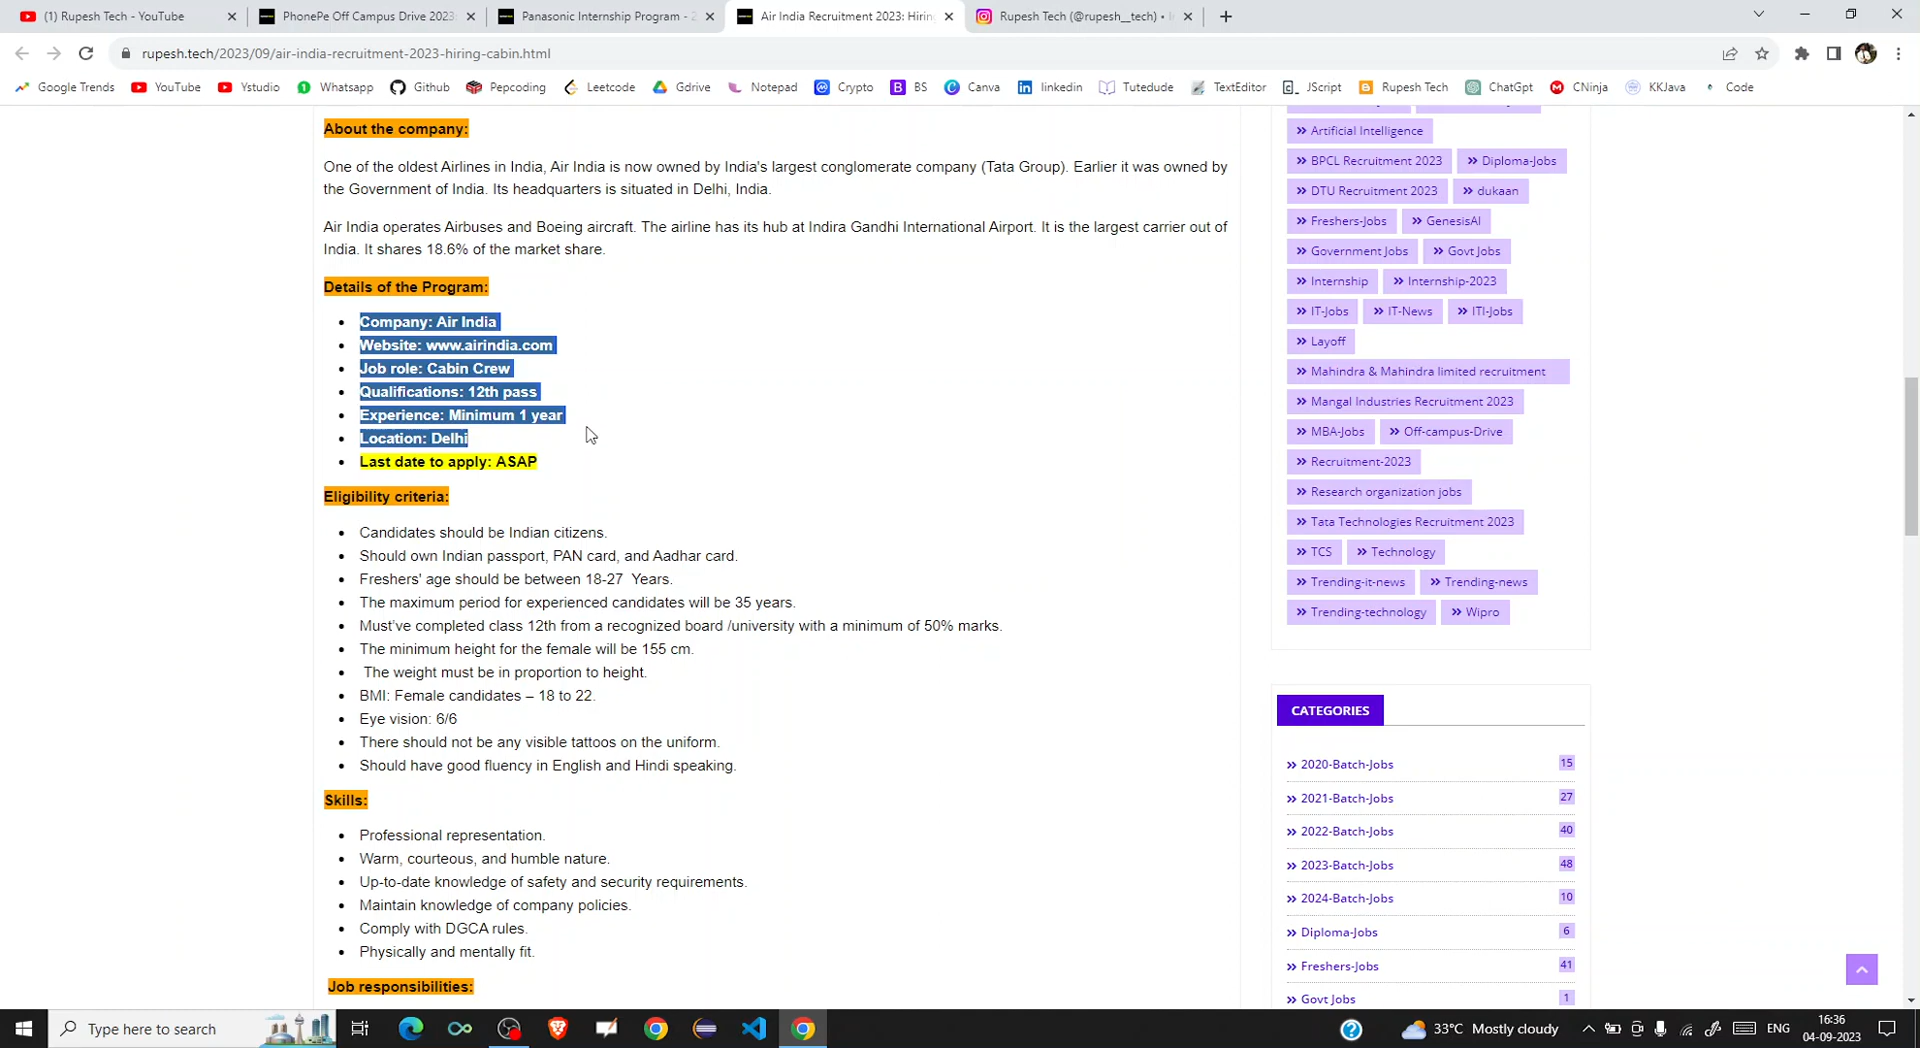 (1) Rupesh Tech - YouTube
PhonePe Off Campus Drive 2023
Panasonic Internship Program - 2
Air India Recruitment 2023: Hirin
Rupesh Tech (@rupesh__tech) •
rupesh.tech/2023/09/air-india-recruitment-2023-hiring-cabin.html
Google Trends YouTube Ystudio Whatsapp Github Pepcoding Leetcode Gdrive Notepad Crypto BS Canva linkedin Tutedude TextEditor JScript Rupesh Tech ChatGpt CNinja KKJava Code
About the company:
One of the oldest Airlines in India, Air India is now owned by India's largest conglomerate company (Tata Group). Earlier it was owned by
the Government of India. Its headquarters is situated in Delhi, India.
Air India operates Airbuses and Boeing aircraft. The airline has its hub at Indira Gandhi International Airport. It is the largest carrier out of
India. It shares 18.6% of the market share.
Details of the Program:
• Company: Air India
• Website: www.airindia.com
• Job role: Cabin Crew
• Qualifications: 12th pass
• Experience: Minimum 1 year
• Location: Delhi
• Last date to apply: ASAP
Eligibility criteria:
• Candidates should be Indian citizens.
• Should own Indian passport, PAN card, and Aadhar card.
• Freshers' age should be between 18-27 Years.
• The maximum period for experienced candidates will be 35 years.
• Must've completed class 12th from a recognized board /university with a minimum of 50% marks.
• The minimum height for the female will be 155 cm.
• The weight must be in proportion to height.
• BMI: Female candidates – 18 to 22.
• Eye vision: 6/6
• There should not be any visible tattoos on the uniform.
• Should have good fluency in English and Hindi speaking.
Skills:
• Professional representation.
• Warm, courteous, and humble nature.
• Up-to-date knowledge of safety and security requirements.
• Maintain knowledge of company policies.
• Comply with DGCA rules.
• Physically and mentally fit.
Job responsibilities:
» Artificial Intelligence
» BPCL Recruitment 2023 » Diploma-Jobs
» DTU Recruitment 2023 » dukaan
» Freshers-Jobs » GenesisAI
» Government Jobs » Govt Jobs
» Internship » Internship-2023
» IT-Jobs » IT-News » ITI-Jobs
» Layoff
» Mahindra & Mahindra limited recruitment
» Mangal Industries Recruitment 2023
» MBA-Jobs » Off-campus-Drive
» Recruitment-2023
» Research organization jobs
» Tata Technologies Recruitment 2023
» TCS » Technology
» Trending-it-news » Trending-news
» Trending-technology » Wipro
CATEGORIES
» 2020-Batch-Jobs 15
» 2021-Batch-Jobs 27
» 2022-Batch-Jobs 40
» 2023-Batch-Jobs 48
» 2024-Batch-Jobs 10
» Diploma-Jobs 6
» Freshers-Jobs 41
» Govt Jobs 1
Type here to search
33°C Mostly cloudy
ENG
16:36
04-09-2023